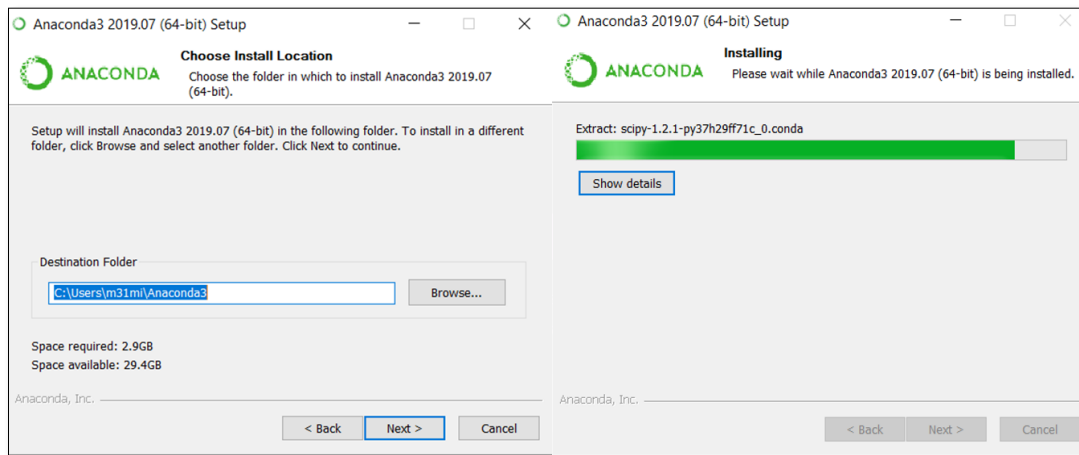 Anaconda3 2019.07 (64-bit) Setup
ANACONDA
Choose Install Location
Choose the folder in which to install Anaconda3 2019.07
(64-bit).
Setup will install Anaconda3 2019.07 (64-bit) in the following folder. To install in a different
folder, click Browse and select another folder. Click Next to continue.
Destination Folder
C:\Users\m31mi\Anaconda3
Browse...
Space required: 2.9GB
Space available: 29.4GB
Anaconda, Inc.
< Back
Next >
Cancel
Anaconda3 2019.07 (64-bit) Setup
ANACONDA
Installing
Please wait while Anaconda3 2019.07 (64-bit) is being installed.
Extract: scipy-1.2.1-py37h29ff71c_0.conda
Show details
Anaconda, Inc.
< Back
Next >
Cancel